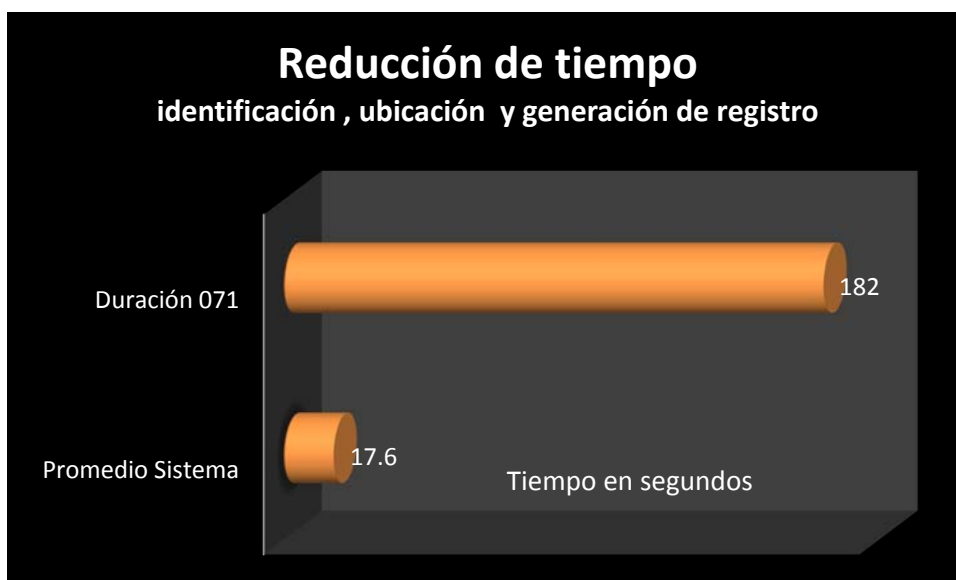 Reducción de tiempo
identificación , ubicación y generación de registro
Duración 071
182
Promedio Sistema
17.6
Tiempo en segundos